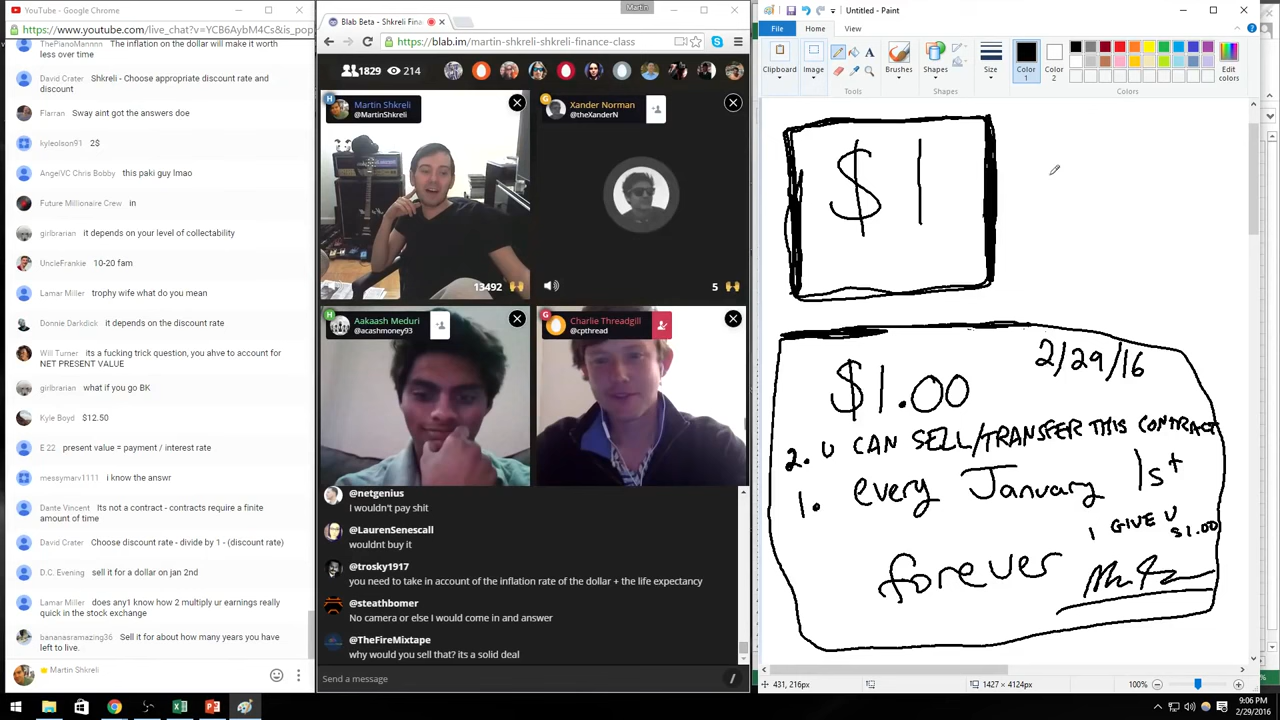 YouTube - Google Chrome
https://www.youtube.com/live_chat?v=YCB6AybM4Cs&is_pop
ThePianoMannnn The inflation on the dollar will make it worth
less over time
David Crater Shkreli - Choose appropriate discount rate and
discount
Flarran Sway aint got the answers doe
kyleolson91 2$
AngelVC Chris Bobby this paki guy lmao
Future Millionaire Crew in
girlbrarian it depends on your level of collectability
UncleFrankie 10-20 fam
Lamar Miller trophy wife what do you mean
Donnie Darkdick it depends on the discount rate
Will Turner its a fucking trick question, you ahve to account for
NET PRESENT VALUE
girlbrarian what if you go BK
Kyle Boyd $12.50
E 22 present value = payment / interest rate
messymarv1111 i know the answr
Dante Vincent Its not a contract - contracts require a finite
amount of time
David Crater Choose discount rate - divide by 1 - (discount rate)
D.C. Evening sell it for a dollar on jan 2nd
Lamar Miller does any1 know how 2 multiply ur earnings really
quick in the stock exchange
bananasramazing36 Sell it for about how many years you have
left to live.
Martin Shkreli
Martin
Blab Beta - Shkreli Fina
https://blab.im/martin-shkreli-shkreli-finance-class
1829 214
H Martin Shkreli
@MartinShkreli
13492
C Xander Norman
@theXanderN
5
H Aakaash Meduri
@acashmoney93
G Charlie Threadgill
@cpthread
@netgenius
I wouldn't pay shit
@LaurenSenescall
wouldnt buy it
@trosky1917
you need to take in account of the inflation rate of the dollar + the life expectancy
@steathbomer
No camera or else I would come in and answer
@TheFireMixtape
why would you sell that? its a solid deal
Send a message
Untitled - Paint
File Home View
Clipboard Image Tools Brushes Shapes Shapes Size Color 1 Color 2 Colors Edit colors
$ 1
2/29/16
$1.00
2. U CAN SELL/TRANSFER THIS CONTRACT
1. every January 1st
I GIVE U
$1.00
forever
431, 216px 1427 × 4124px 100%
9:06 PM
2/29/2016